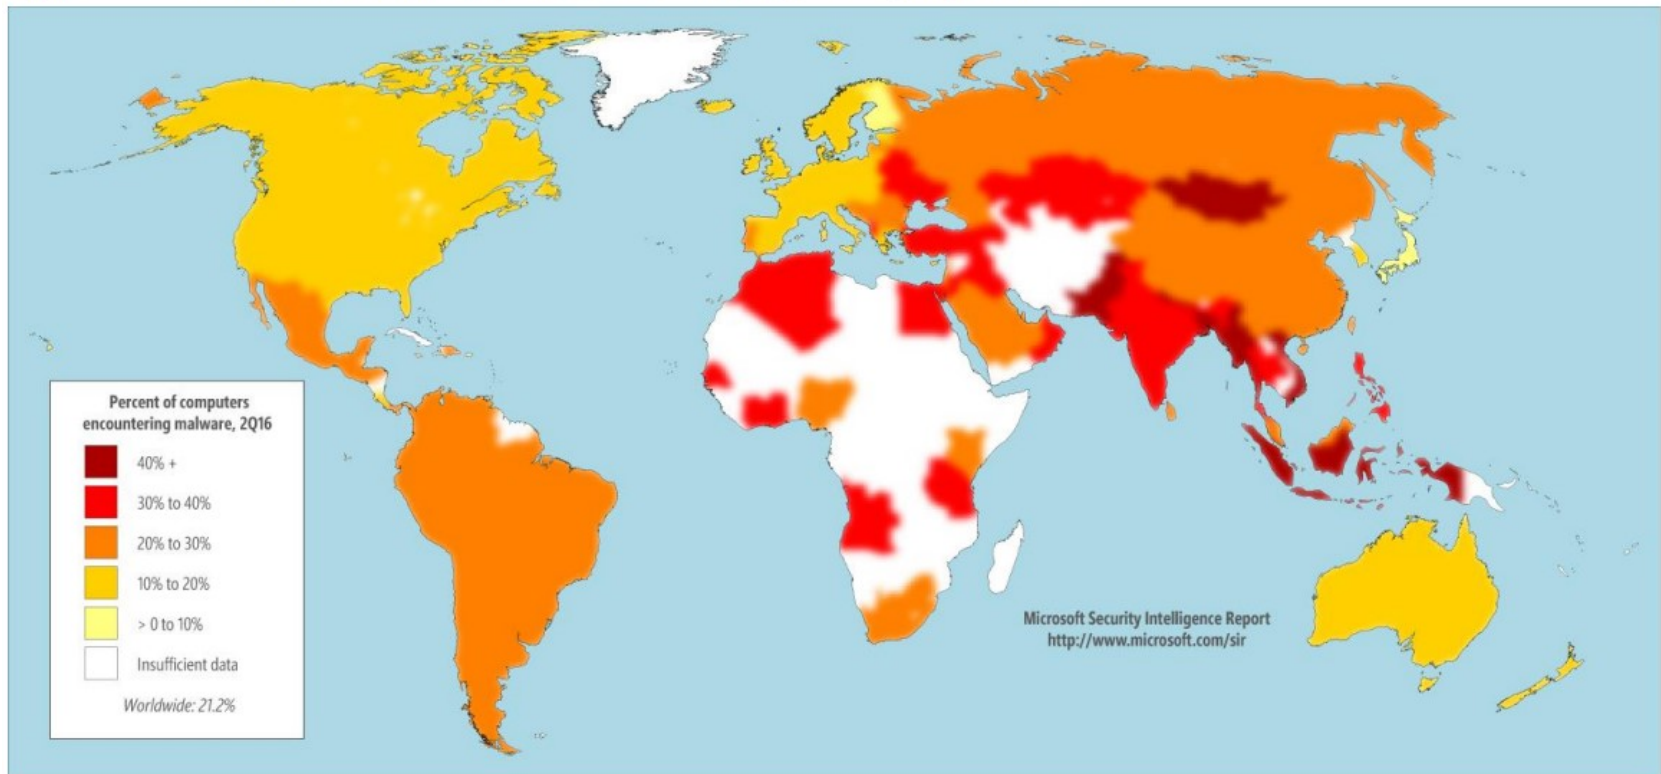 Percent of computers
encountering malware, 2Q16
40% +
30% to 40%
20% to 30%
10% to 20%
> 0 to 10%
Insufficient data
Worldwide: 21.2%
Microsoft Security Intelligence Report
http://www.microsoft.com/sir